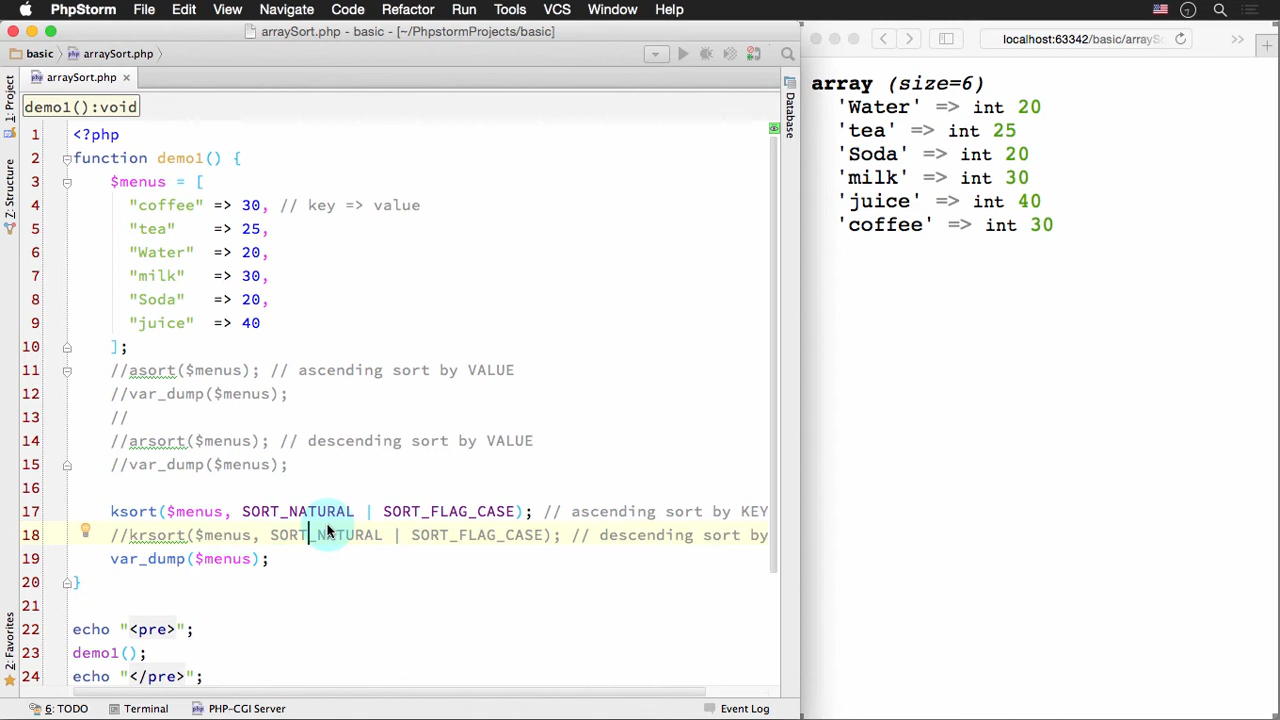 PhpStorm File Edit View Navigate Code Refactor Run Tools VCS Window Help
arraySort.php - basic - [~/PhpstormProjects/basic]
localhost:63342/basic/arrayS
basic arraySort.php
arraySort.php
demo1():void
1: Project
Z: Structure
2: Favorites
Database
1 <?php
2 function demo1() {
3 $menus = [
4 "coffee" => 30, // key => value
5 "tea" => 25,
6 "Water" => 20,
7 "milk" => 30,
8 "Soda" => 20,
9 "juice" => 40
10 ];
11 //asort($menus); // ascending sort by VALUE
12 //var_dump($menus);
13 //
14 //arsort($menus); // descending sort by VALUE
15 //var_dump($menus);
16
17 ksort($menus, SORT_NATURAL | SORT_FLAG_CASE); // ascending sort by KEY
18 //krsort($menus, SORT_NATURAL | SORT_FLAG_CASE); // descending sort by
19 var_dump($menus);
20 }
21
22 echo "<pre>";
23 demo1();
24 echo "</pre>";
6: TODO Terminal PHP-CGI Server Event Log
array (size=6)
'Water' => int 20
'tea' => int 25
'Soda' => int 20
'milk' => int 30
'juice' => int 40
'coffee' => int 30